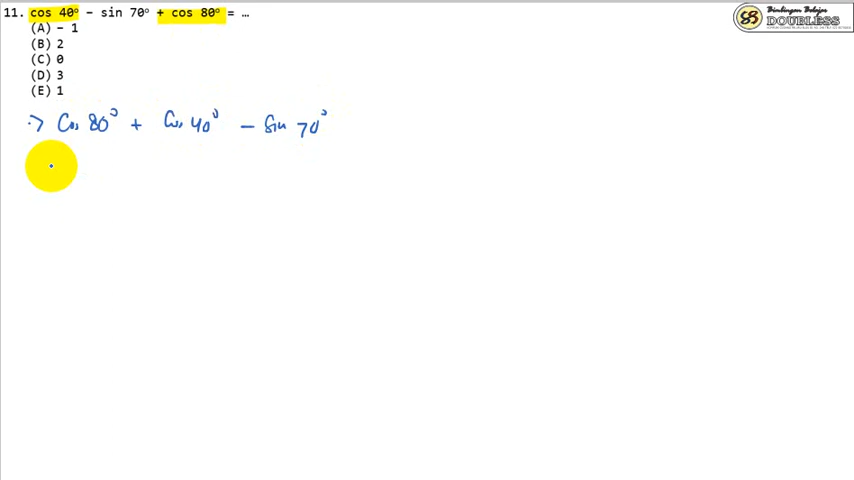 11. cos 40° - sin 70° + cos 80° = …
Bimbingan Belajar
DOUBLESS
(A) - 1
(B) 2
(C) 0
(D) 3
(E) 1
Cos 80° + Cos 40° - Sin 70°